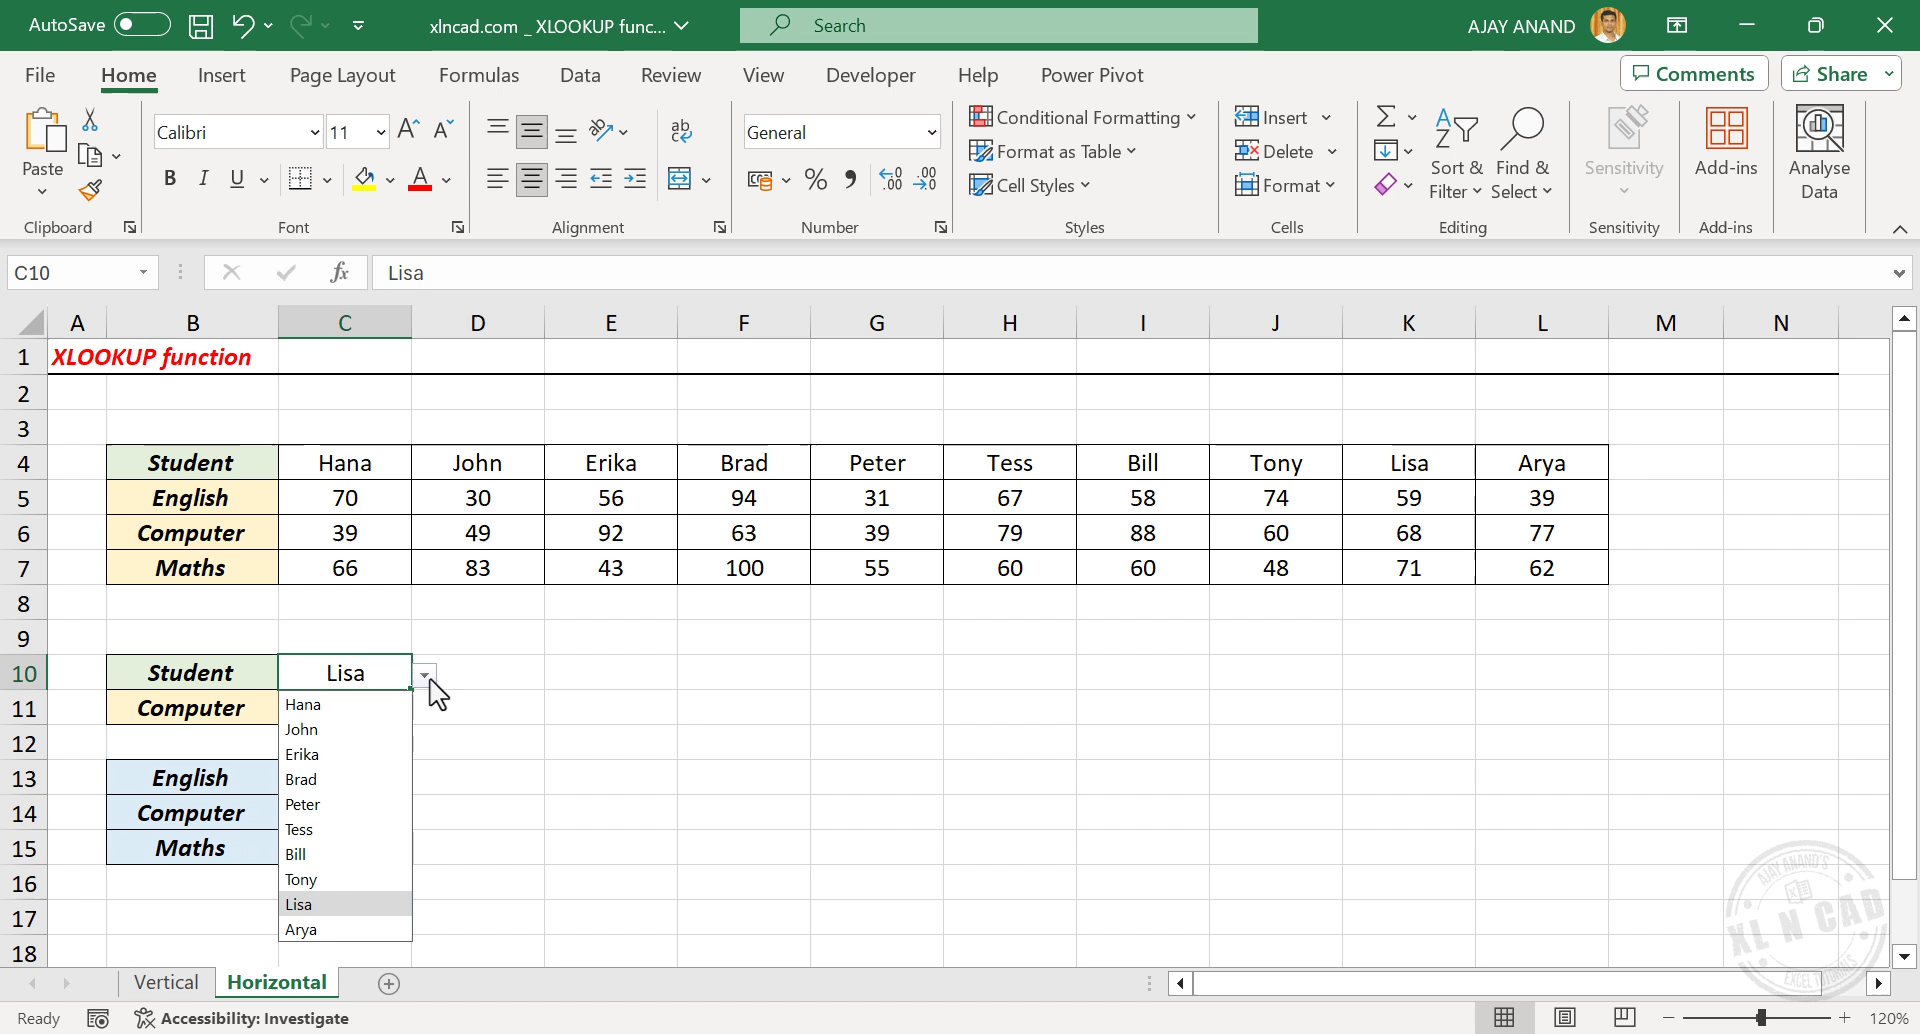 AutoSave xlncad.com _ XLOOKUP func... Search AJAY ANAND
File Home Insert Page Layout Formulas Data Review View Developer Help Power Pivot Comments Share
Calibri 11 General Conditional Formatting Insert
Paste Format as Table Delete Sort & Find & Sensitivity Add-ins Analyse
B I U Cell Styles Format Filter Select Data
Clipboard Font Alignment Number Styles Cells Editing Sensitivity Add-ins
C10 fx Lisa
A B C D E F G H I J K L M N
1 XLOOKUP function
2
3
4 Student Hana John Erika Brad Peter Tess Bill Tony Lisa Arya
5 English 70 30 56 94 31 67 58 74 59 39
6 Computer 39 49 92 63 39 79 88 60 68 77
7 Maths 66 83 43 100 55 60 60 48 71 62
8
9
10 Student Lisa
11 Computer Hana
John
12 Erika
13 English Brad
14 Computer Peter
Tess
15 Maths Bill
16 Tony
17 Lisa
Arya
18
AJAY ANAND'S
XL N CAD
Vertical Horizontal
Ready Accessibility: Investigate 120%